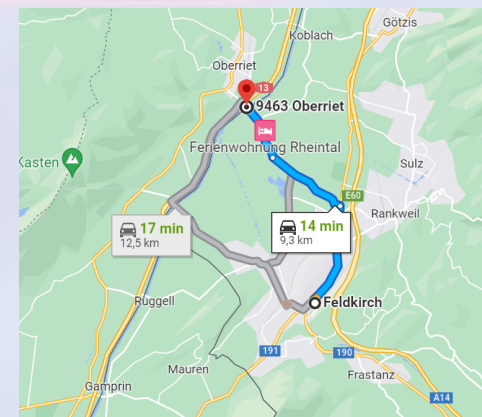 Götzis
Koblach
Oberriet
13
9463 Oberriet
Ferienwohnung Rheintal
Kasten
Sulz
E60
Rankweil
17 min
12,5 km
14 min
9,3 km
Ruggell
Feldkirch
191
190
Mauren
Frastanz
Gamprin
A14